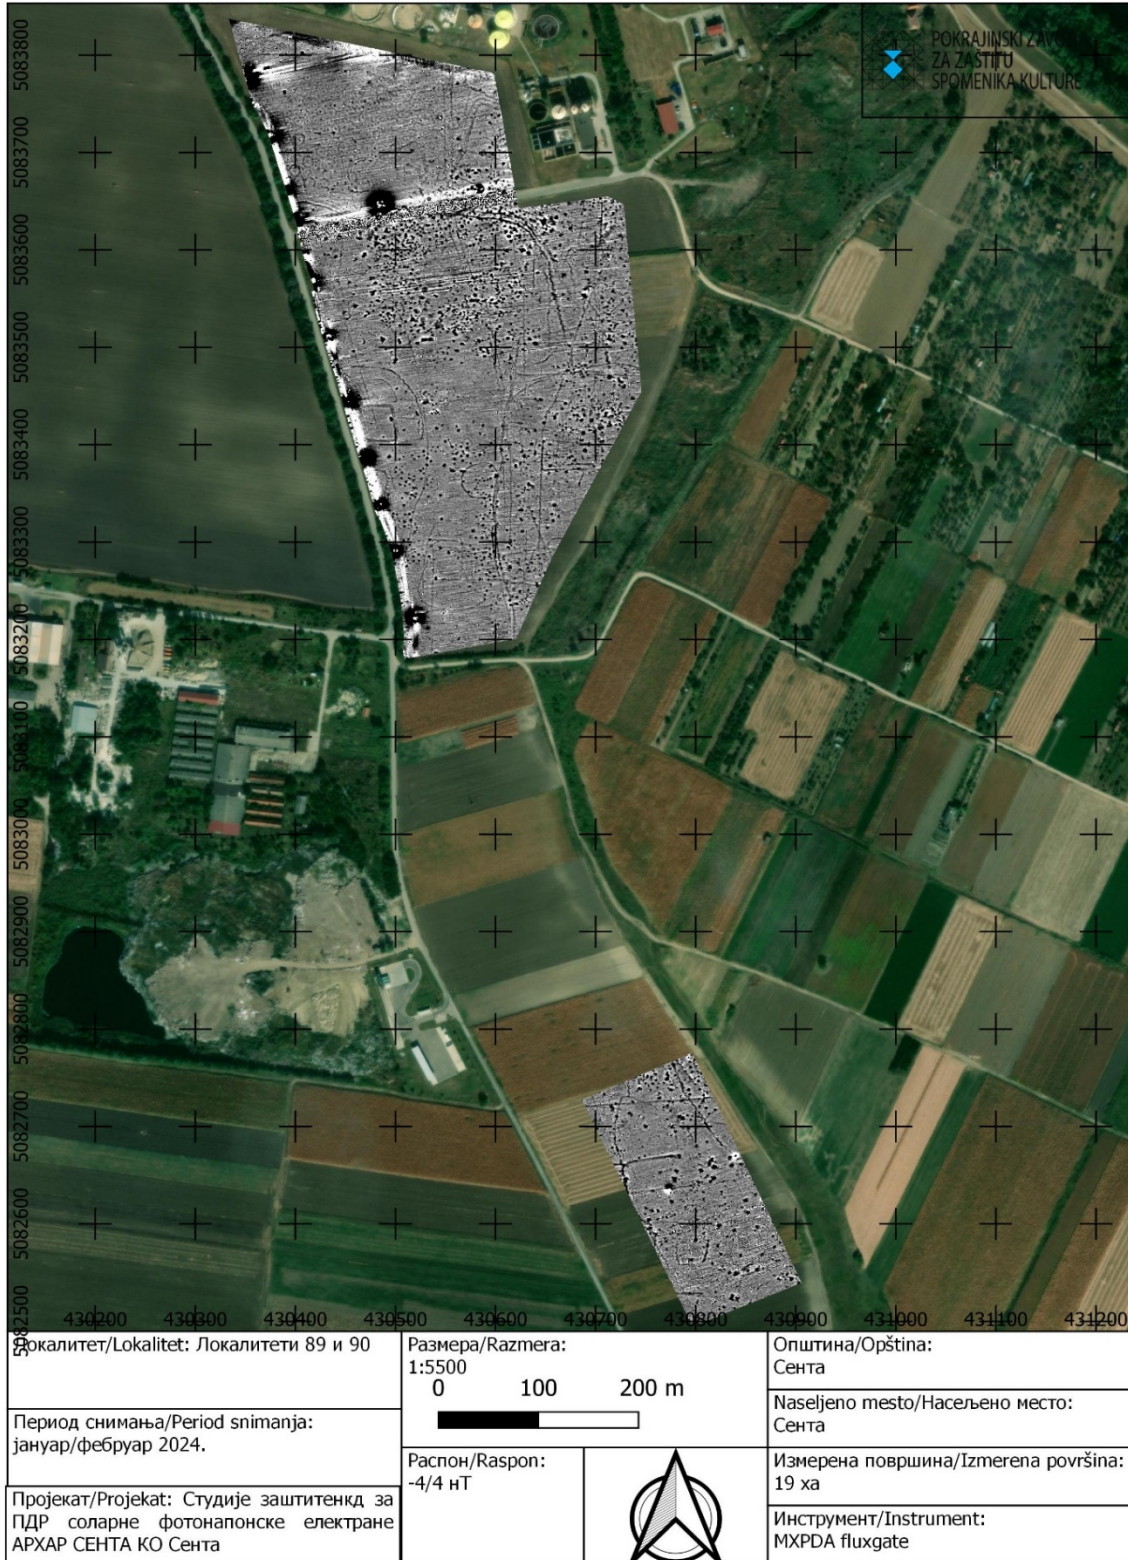 POKRAJINSKI ZAVOD
ZA ZAŠTITU
SPOMENIKA KULTURE
5083800
5083700
5083600
5083500
5083400
5083300
5083200
5083100
5083000
5082900
5082800
5082700
5082600
5082500
430200 430300 430400 430500 430600 430700 430800 430900 431000 431100 431200
Локалитет/Lokalitet: Локалитети 89 и 90
Период снимања/Period snimanja:
јануар/фебруар 2024.
Пројекат/Projekat: Студије заштитенкд за
ПДР соларне фотонапонске електране
АРХАР СЕНТА КО Сента
Размера/Razmera:
1:5500
0 100 200 m
Распон/Raspon:
-4/4 нТ
Општина/Opština:
Сента
Naseljeno mesto/Насељено место:
Сента
Измерена површина/Izmerena površina:
19 ха
Инструмент/Instrument:
MXPDA fluxgate